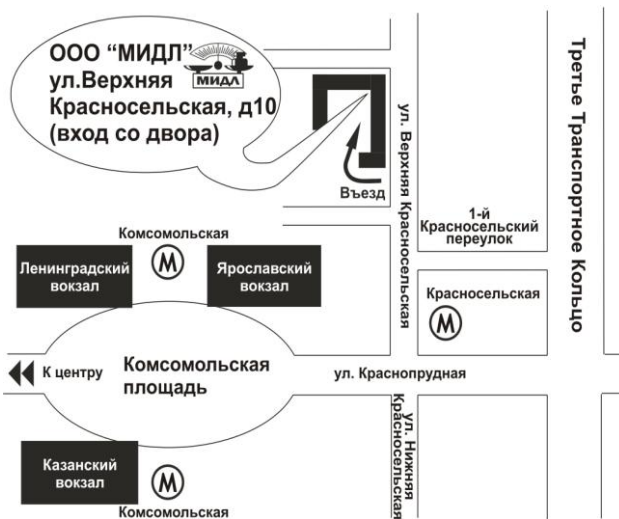 ООО “МИДЛ”
МИДЛ
ул.Верхняя
Красносельская, д10
(вход со двора)
Въезд
ул. Верхняя Красносельская
Третье Транспортное Кольцо
1-й
Красносельский
переулок
Комсомольская
М
Ленинградский
вокзал
Ярославский
вокзал
Красносельская
М
К центру
Комсомольская
площадь
ул. Краснопрудная
ул. Нижняя
Красносельская
Казанский
вокзал
М
Комсомольская